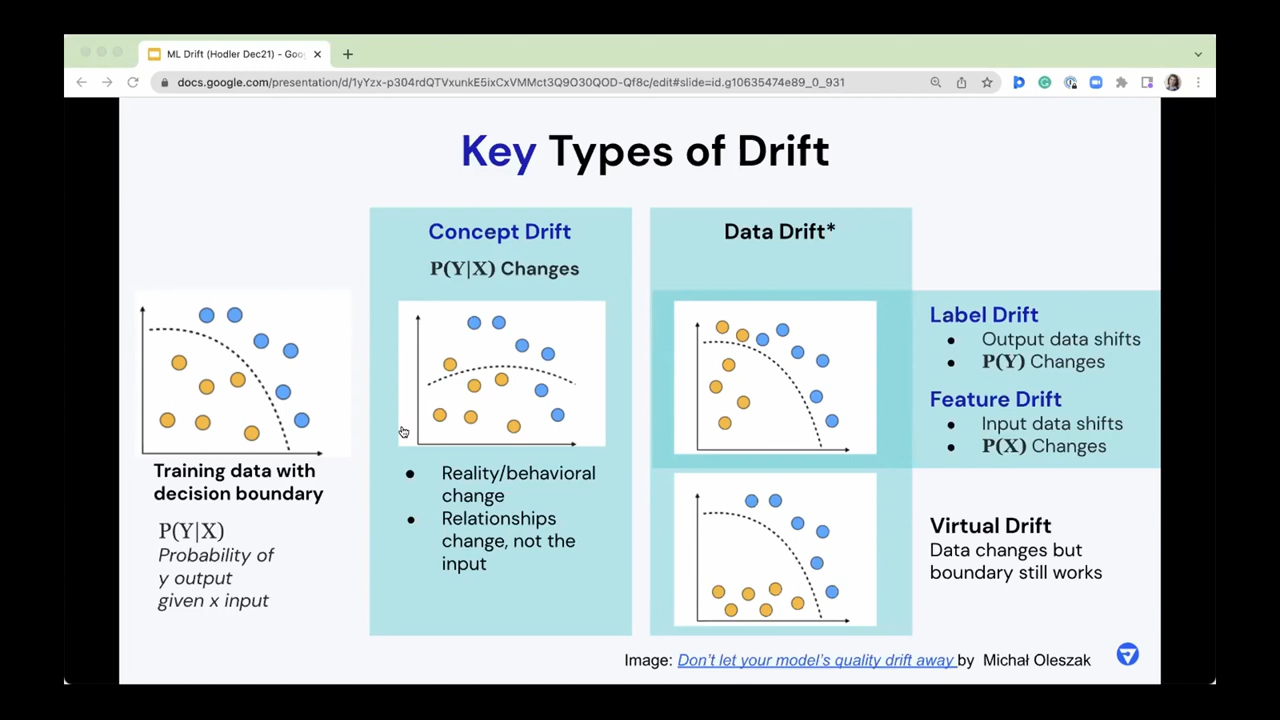 ML Drift (Hodler Dec21) - Goo
docs.google.com/presentation/d/1yYzx-p304rdQTVxunkE5ixCxVMMct3Q9O30QOD-Qf8c/edit#slide=id.g10635474e89_0_931
Key Types of Drift
Training data with
decision boundary
P(Y|X)
Probability of
y output
given x input
Concept Drift
P(Y|X) Changes
● Reality/behavioral
change
● Relationships
change, not the
input
Data Drift*
Label Drift
● Output data shifts
● P(Y) Changes
Feature Drift
● Input data shifts
● P(X) Changes
Virtual Drift
Data changes but
boundary still works
Image: Don't let your model's quality drift away by Michał Oleszak